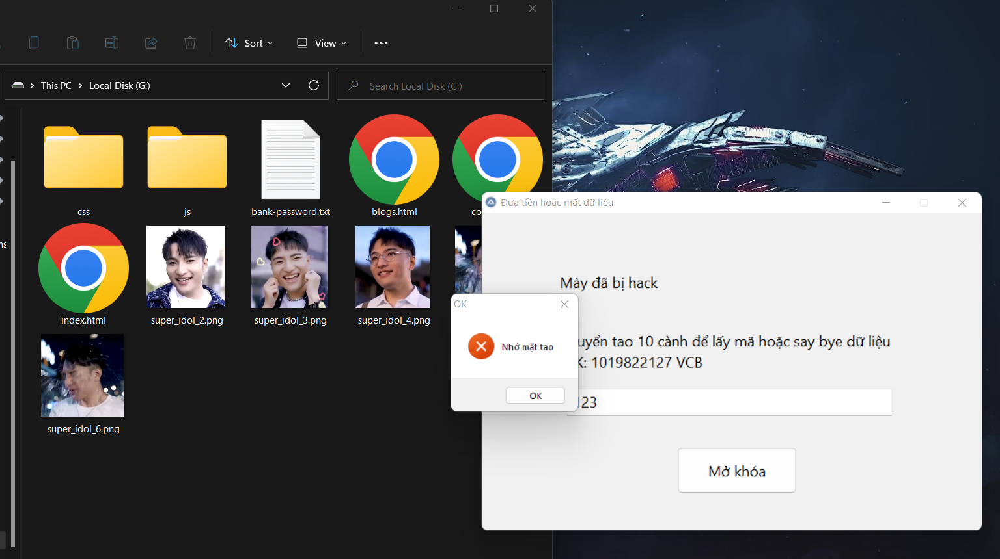 Sort
View
This PC
Local Disk (G:)
Search Local Disk (G:)
css
js
bank-password.txt
blogs.html
index.html
super_idol_2.png
super_idol_3.png
super_idol_4.png
super_idol_6.png
Đưa tiền hoặc mất dữ liệu
Mày đã bị hack
uyển tao 10 cành để lấy mã hoặc say bye dữ liệu
K: 1019822127 VCB
123
Mở khóa
OK
Nhớ mặt tao
OK